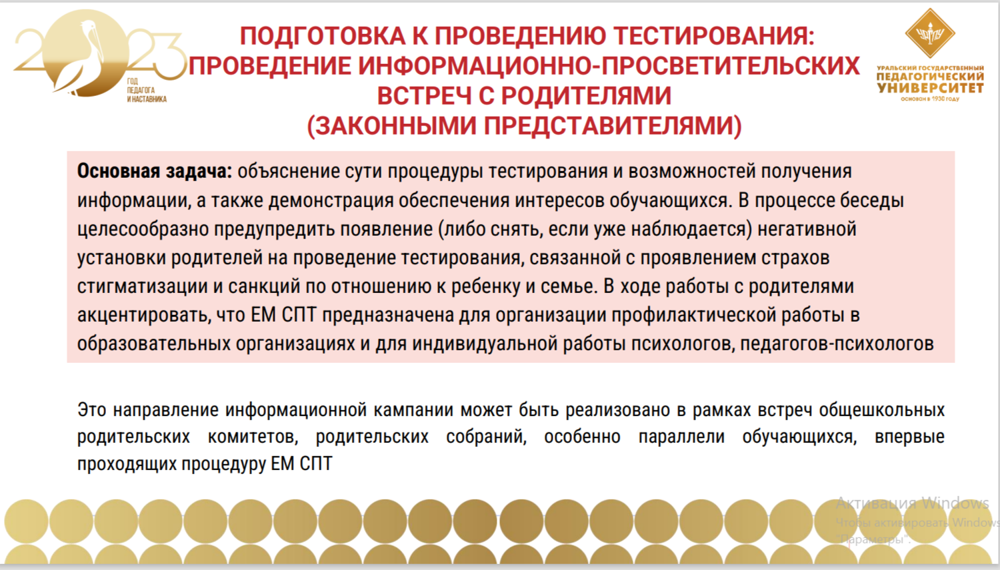 2023
ГОД
ПЕДАГОГА
И НАСТАВНИКА
ПОДГОТОВКА К ПРОВЕДЕНИЮ ТЕСТИРОВАНИЯ:
ПРОВЕДЕНИЕ ИНФОРМАЦИОННО-ПРОСВЕТИТЕЛЬСКИХ
ВСТРЕЧ С РОДИТЕЛЯМИ
(ЗАКОННЫМИ ПРЕДСТАВИТЕЛЯМИ)
УРГПУ
УРАЛЬСКИЙ ГОСУДАРСТВЕННЫЙ
ПЕДАГОГИЧЕСКИЙ
УНИВЕРСИТЕТ
ОСНОВАН В 1930 ГОДУ
Основная задача: объяснение сути процедуры тестирования и возможностей получения
информации, а также демонстрация обеспечения интересов обучающихся. В процессе беседы
целесообразно предупредить появление (либо снять, если уже наблюдается) негативной
установки родителей на проведение тестирования, связанной с проявлением страхов
стигматизации и санкций по отношению к ребенку и семье. В ходе работы с родителями
акцентировать, что ЕМ СПТ предназначена для организации профилактической работы в
образовательных организациях и для индивидуальной работы психологов, педагогов-психологов
Это направление информационной кампании может быть реализовано в рамках встреч общешкольных
родительских комитетов, родительских собраний, особенно параллели обучающихся, впервые
проходящих процедуру ЕМ СПТ
Активация Windows
Чтобы активировать Windows
"Параметры".